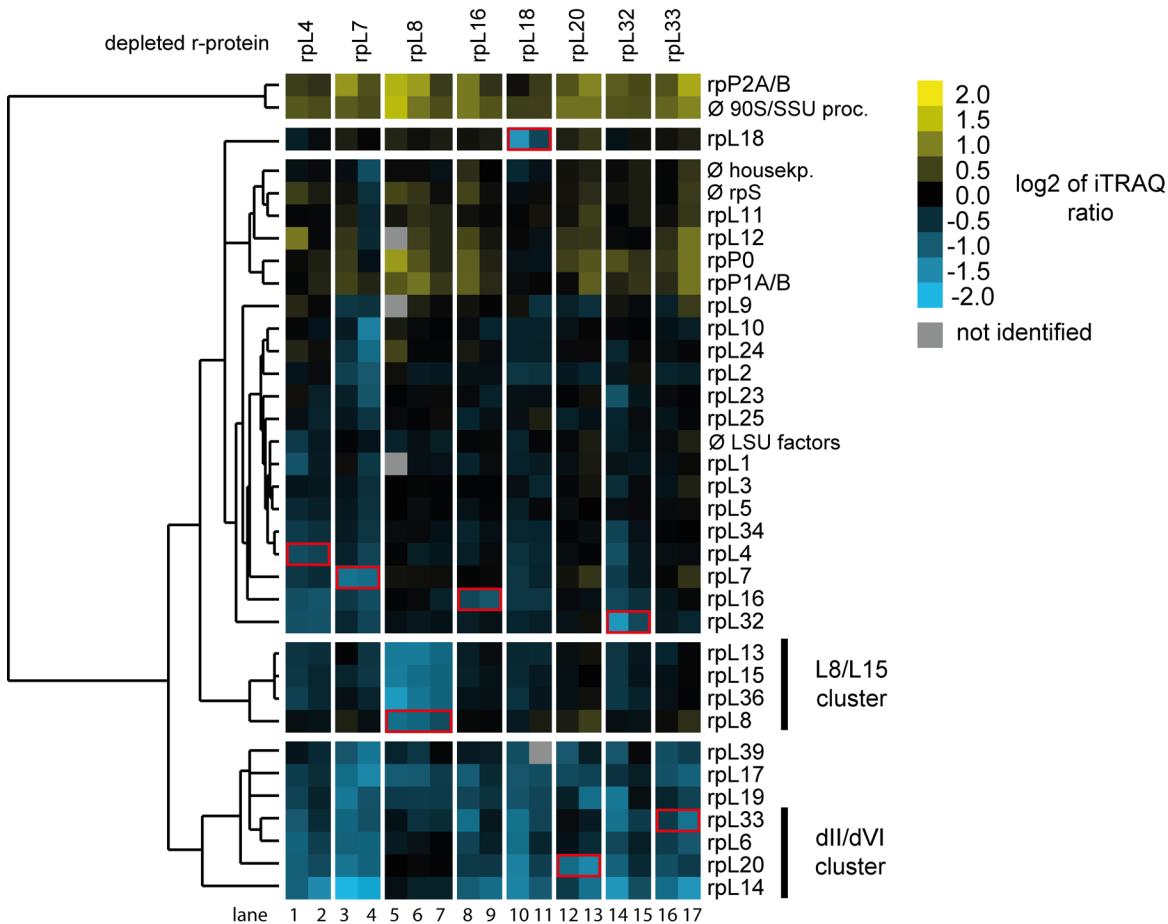 depleted r-protein
rpL4 rpL7 rpL8 rpL16 rpL18 rpL20 rpL32 rpL33
rpP2A/B
Ø 90S/SSU proc.
rpL18
Ø housekp.
Ø rpS
rpL11
rpL12
rpP0
rpP1A/B
rpL9
rpL10
rpL24
rpL2
rpL23
rpL25
Ø LSU factors
rpL1
rpL3
rpL5
rpL34
rpL4
rpL7
rpL16
rpL32
rpL13
rpL15
rpL36
rpL8
L8/L15
cluster
rpL39
rpL17
rpL19
rpL33
rpL6
rpL20
rpL14
dII/dVI
cluster
lane 1 2 3 4 5 6 7 8 9 10 11 12 13 14 15 16 17
2.0
1.5
1.0
0.5
0.0
-0.5
-1.0
-1.5
-2.0
log2 of iTRAQ
ratio
not identified